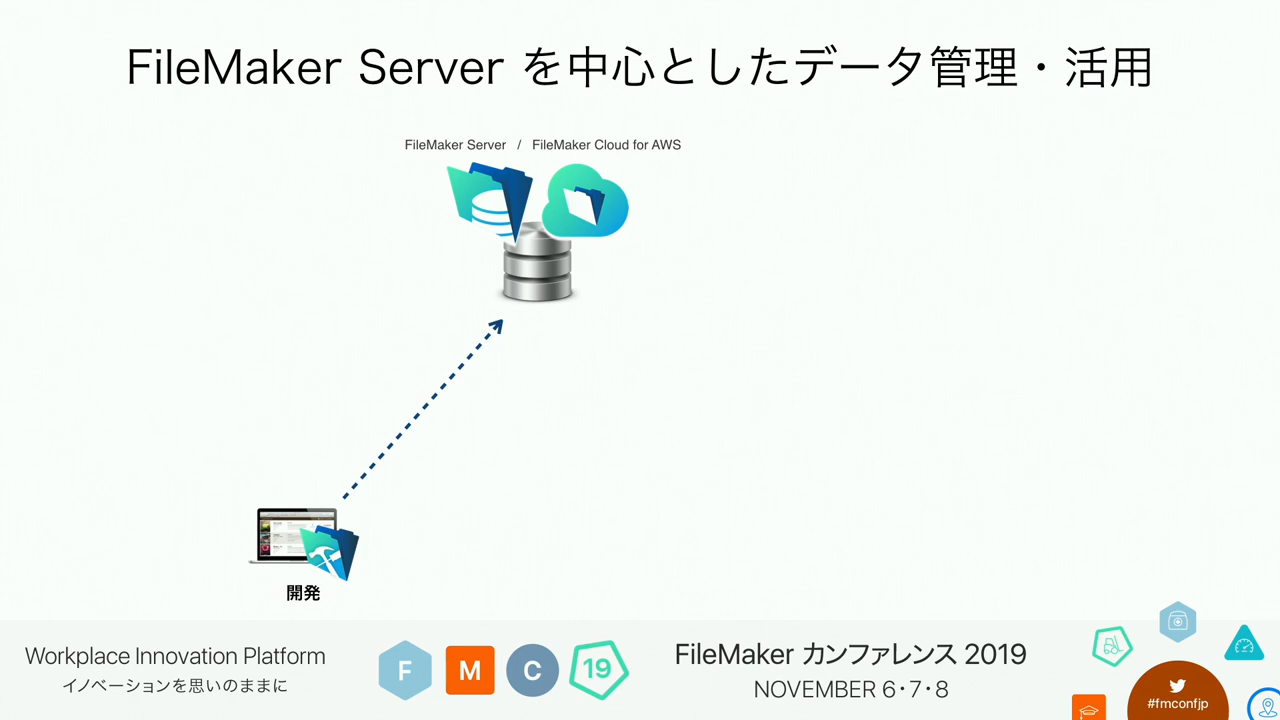 FileMaker Server を中心としたデータ管理・活用
FileMaker Server / FileMaker Cloud for AWS
開発
Workplace Innovation Platform
イノベーションを思いのままに
F M C 19
FileMaker カンファレンス 2019
NOVEMBER 6・7・8
#fmconfjp